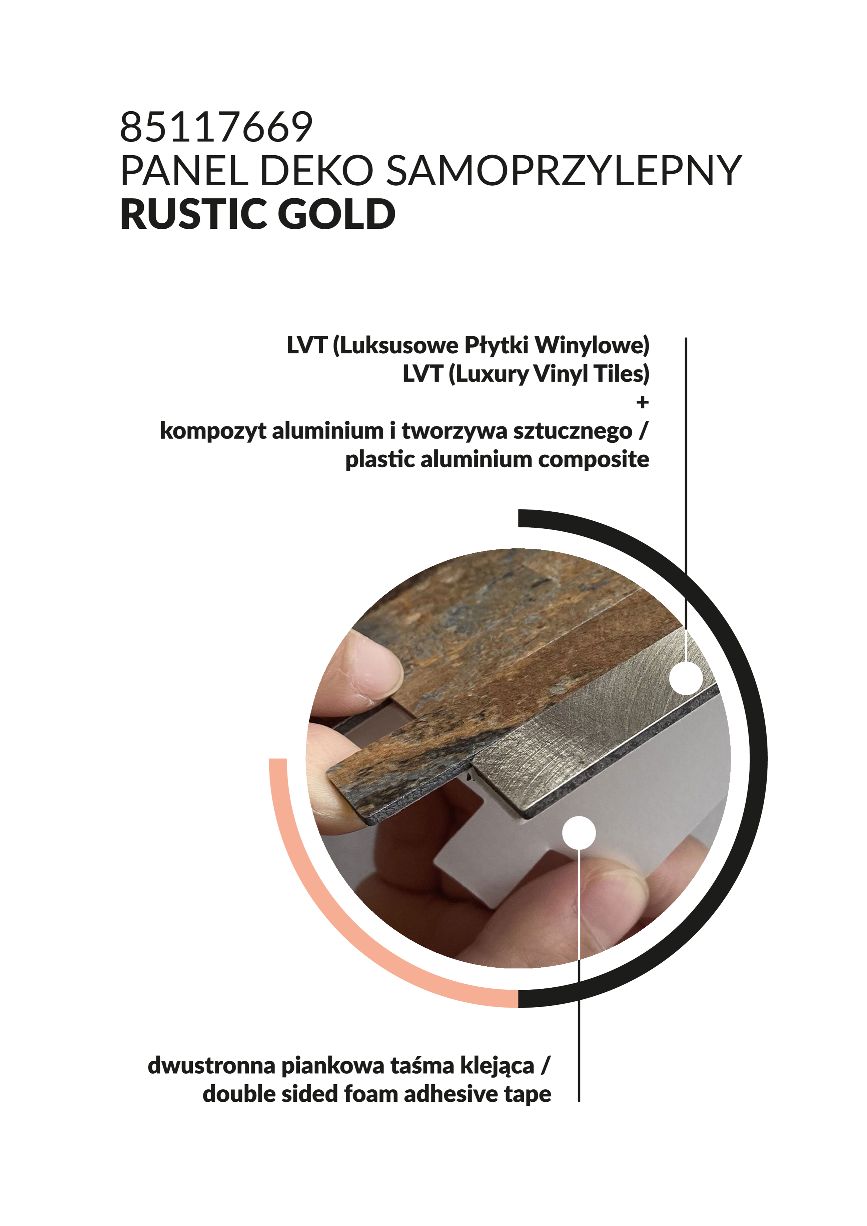 85117669
PANEL DEKO SAMOPRZYLEPNY
RUSTIC GOLD
LVT (Luksusowe Płytki Winylowe)
LVT (Luxury Vinyl Tiles)
+
kompozyt aluminium i tworzywa sztucznego /
plastic aluminium composite
dwustronna piankowa taśma klejąca /
double sided foam adhesive tape